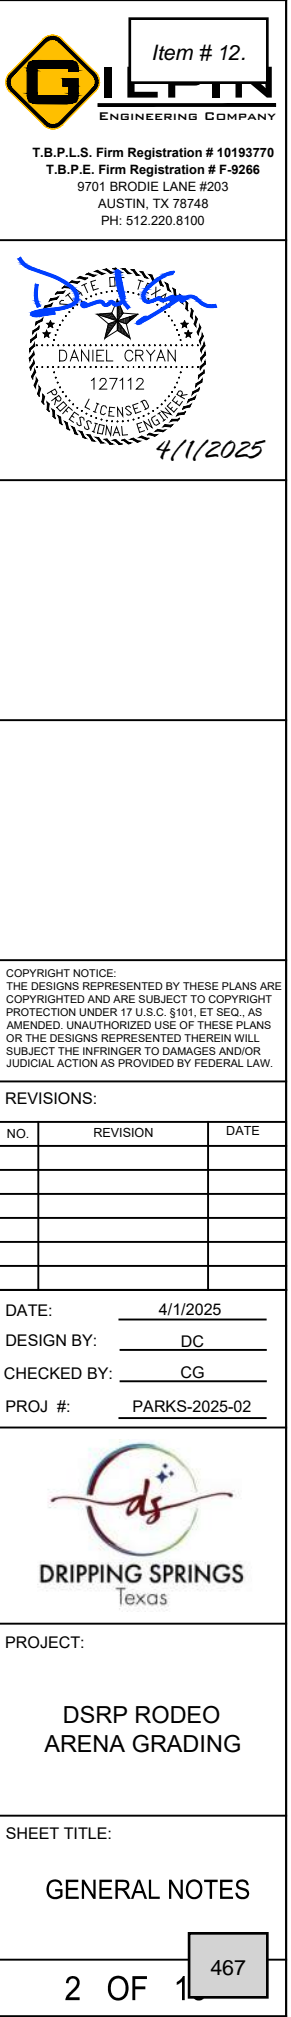 Item # 12.
ENGINEERING COMPANY
T.B.P.L.S. Firm Registration # 10193770
T.B.P.E. Firm Registration # F-9266
9701 BRODIE LANE #203
AUSTIN, TX 78748
PH: 512.220.8100
STATE OF TEXAS
DANIEL CRYAN
127112
LICENSED
PROFESSIONAL ENGINEER
4/1/2025
COPYRIGHT NOTICE:
THE DESIGNS REPRESENTED BY THESE PLANS ARE
COPYRIGHTED AND ARE SUBJECT TO COPYRIGHT
PROTECTION UNDER 17 U.S.C. §101, ET SEQ., AS
AMENDED. UNAUTHORIZED USE OF THESE PLANS
OR THE DESIGNS REPRESENTED THEREIN WILL
SUBJECT THE INFRINGER TO DAMAGES AND/OR
JUDICIAL ACTION AS PROVIDED BY FEDERAL LAW.
REVISIONS:
NO. REVISION DATE
DATE: 4/1/2025
DESIGN BY: DC
CHECKED BY: CG
PROJ #: PARKS-2025-02
ds
DRIPPING SPRINGS
Texas
PROJECT:
DSRP RODEO
ARENA GRADING
SHEET TITLE:
GENERAL NOTES
467
2 OF